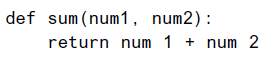 def sum(num1, num2):
    return num 1 + num 2